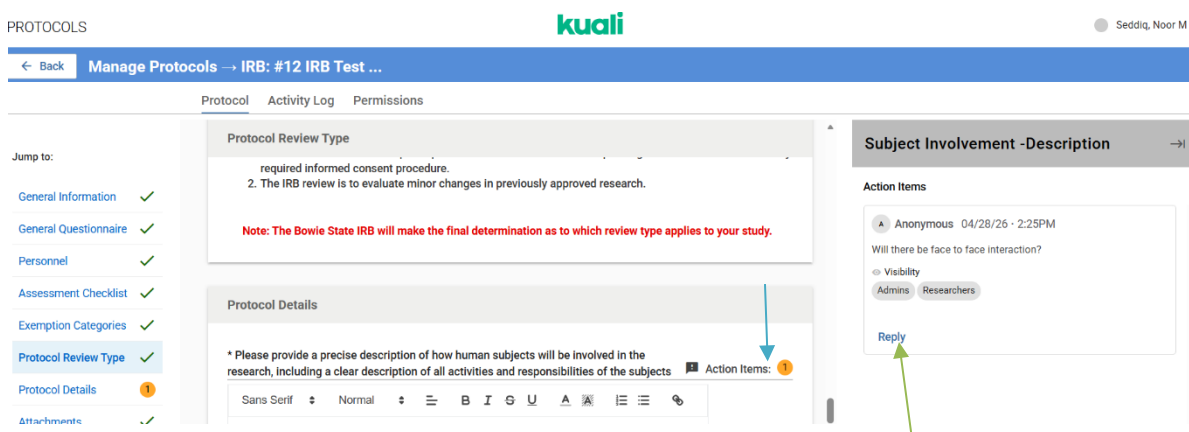 PROTOCOLS
kuali
Seddiq, Noor M
← Back
Manage Protocols → IRB: #12 IRB Test ...
Protocol
Activity Log
Permissions
Jump to:
General Information
General Questionnaire
Personnel
Assessment Checklist
Exemption Categories
Protocol Review Type
Protocol Details 1
Attachments
Protocol Review Type
required informed consent procedure.
2. The IRB review is to evaluate minor changes in previously approved research.
Note: The Bowie State IRB will make the final determination as to which review type applies to your study.
Protocol Details
* Please provide a precise description of how human subjects will be involved in the
research, including a clear description of all activities and responsibilities of the subjects
Action Items: 1
Sans Serif Normal B I S U A A
Subject Involvement -Description
Action Items
A Anonymous 04/28/26 - 2:25PM
Will there be face to face interaction?
Visibility
Admins Researchers
Reply